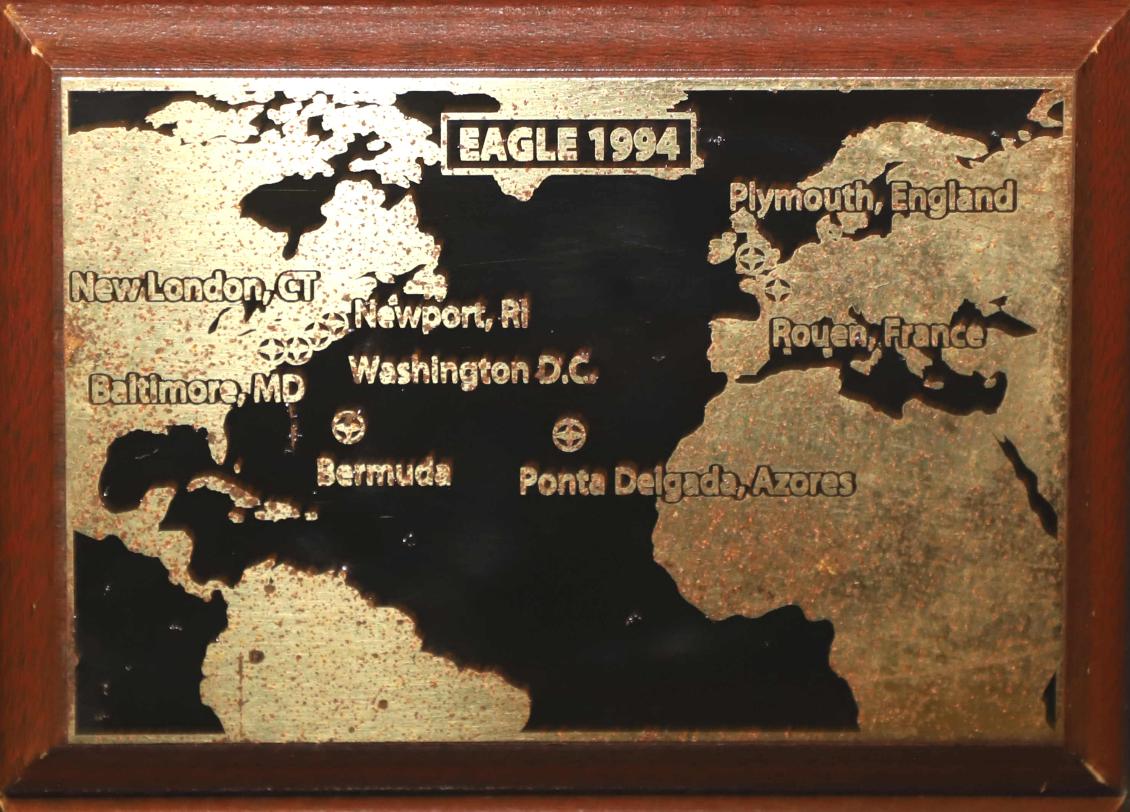 EAGLE 1994
Plymouth, England
New London, CT
Newport, RI
Rouen, France
Washington D.C.
Baltimore, MD
Bermuda
Ponta Delgada, Azores